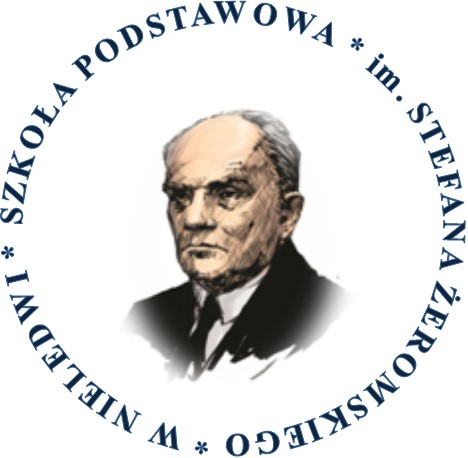 SZKOŁA PODSTAWOWA * im. STEFANA ŻEROMSKIEGO * W NIELEDWI *